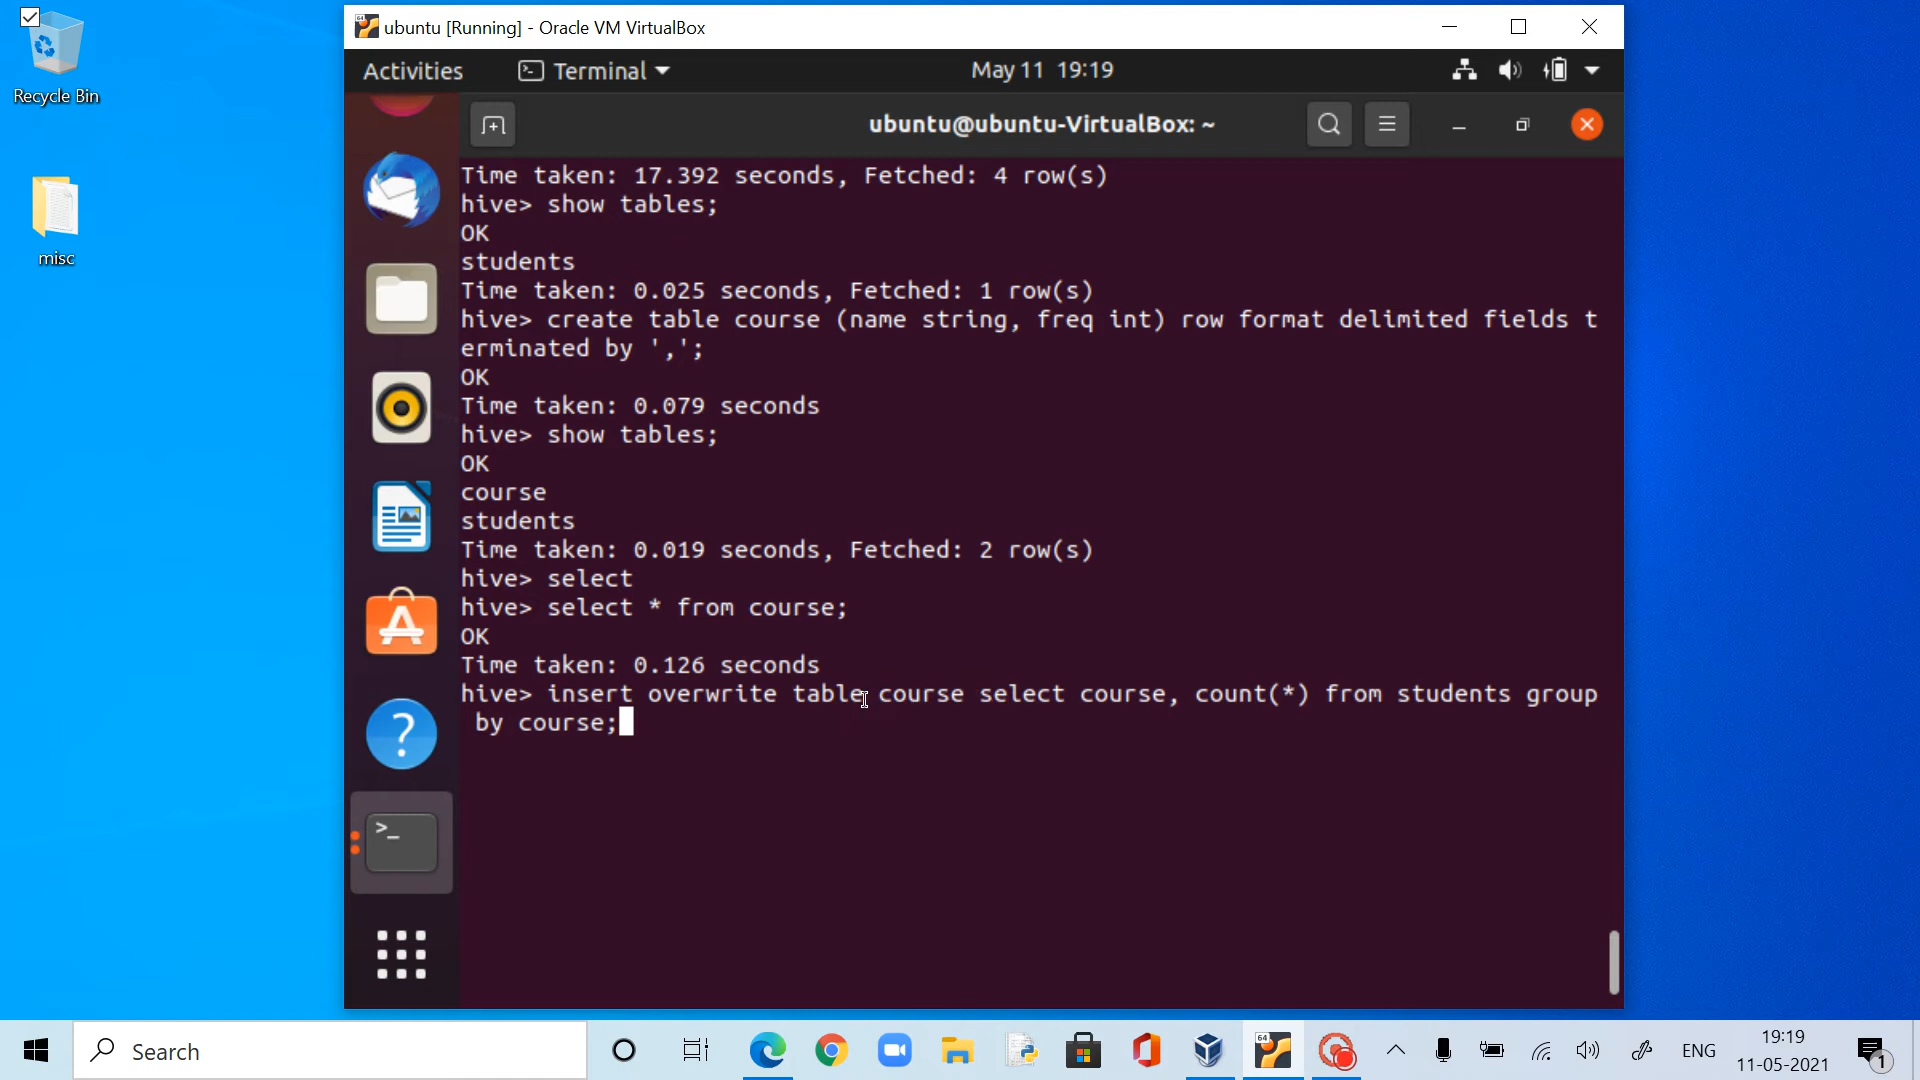 Recycle Bin
misc
ubuntu [Running] - Oracle VM VirtualBox
Activities
Terminal
May 11 19:19
ubuntu@ubuntu-VirtualBox: ~
Time taken: 17.392 seconds, Fetched: 4 row(s)
hive> show tables;
OK
students
Time taken: 0.025 seconds, Fetched: 1 row(s)
hive> create table course (name string, freq int) row format delimited fields t
erminated by ',';
OK
Time taken: 0.079 seconds
hive> show tables;
OK
course
students
Time taken: 0.019 seconds, Fetched: 2 row(s)
hive> select
hive> select * from course;
OK
Time taken: 0.126 seconds
hive> insert overwrite table course select course, count(*) from students group
by course;
Search
64
ENG
19:19
11-05-2021
1